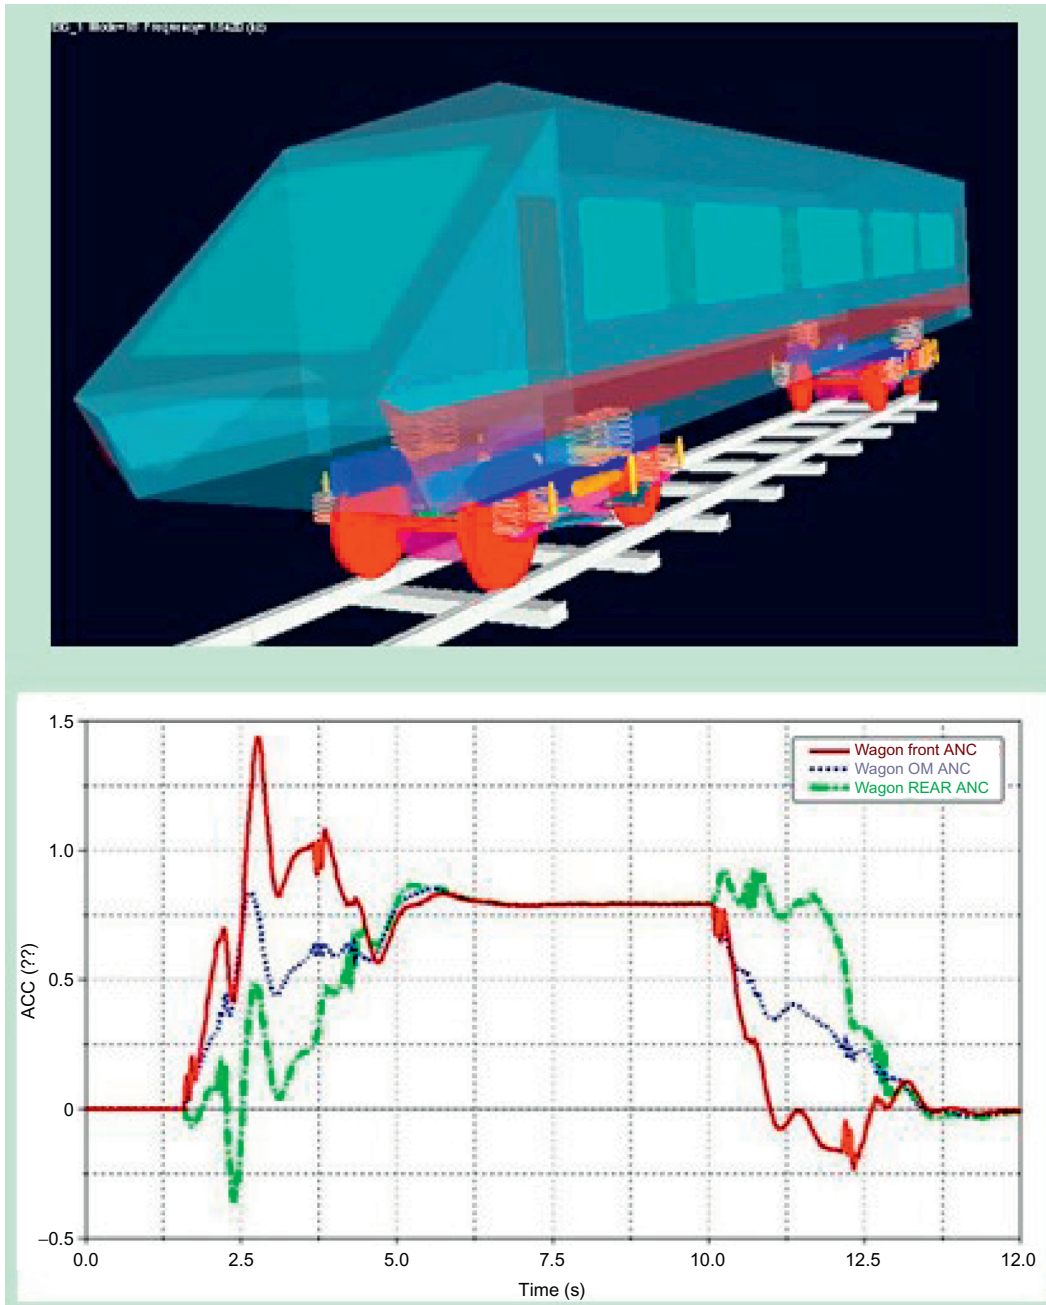 Mode=
1.5
1.0
0.5
0
–0.5
ACC (??)
Wagon front ANC
Wagon OM ANC
Wagon REAR ANC
0.0 2.5 5.0 7.5 10.0 12.5 12.0
Time (s)